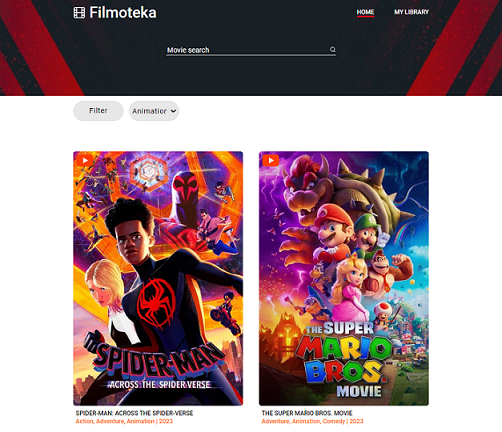 Filmoteka
HOME MY LIBRARY
Movie search
Filter Animation
SPIDER-MAN
ACROSS THE SPIDER-VERSE
THE SUPER
MARIO
BROS.
MOVIE
SPIDER-MAN: ACROSS THE SPIDER-VERSE
Action, Adventure, Animation | 2023
THE SUPER MARIO BROS. MOVIE
Adventure, Animation, Comedy | 2023